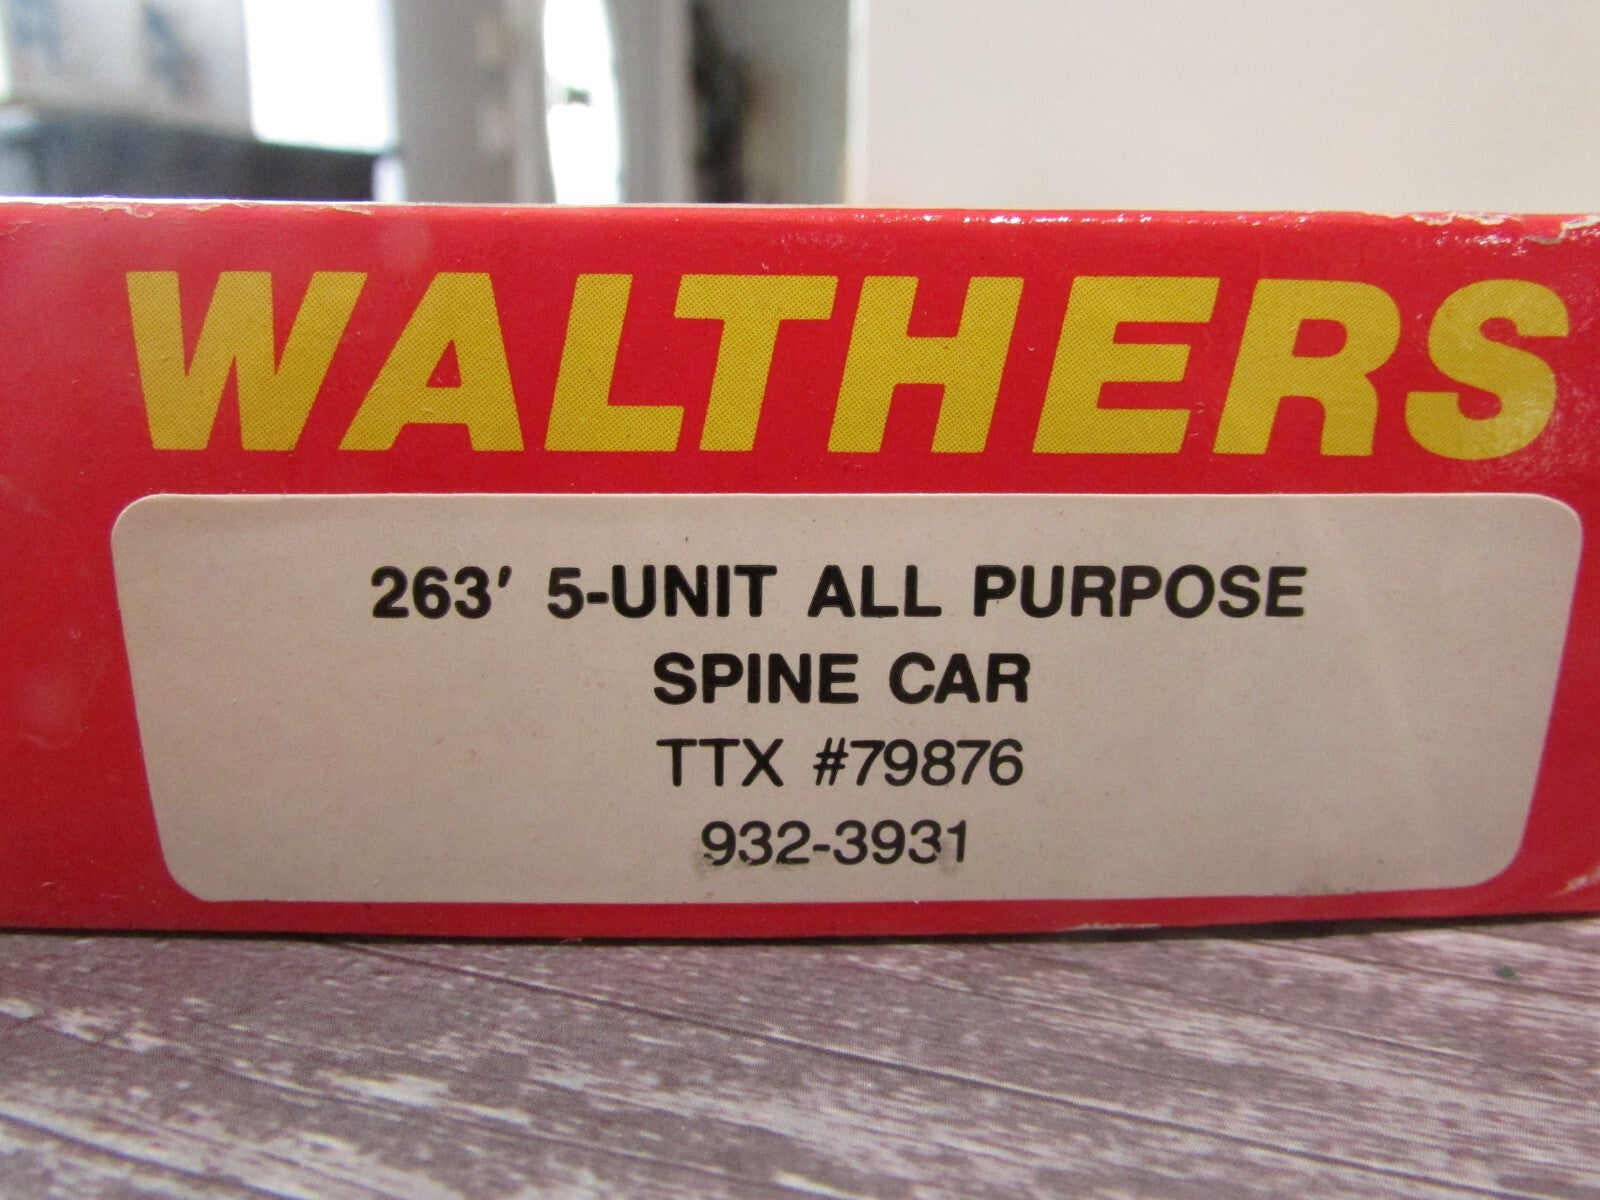 WALTHERS
263' 5-UNIT ALL PURPOSE
SPINE CAR
TTX #79876
932-3931